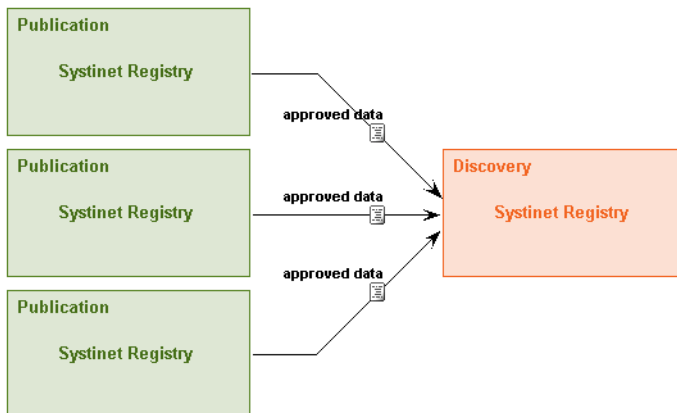 Publication
Systinet Registry
approved data
Publication
Systinet Registry
approved data
Discovery
Systinet Registry
approved data
Publication
Systinet Registry